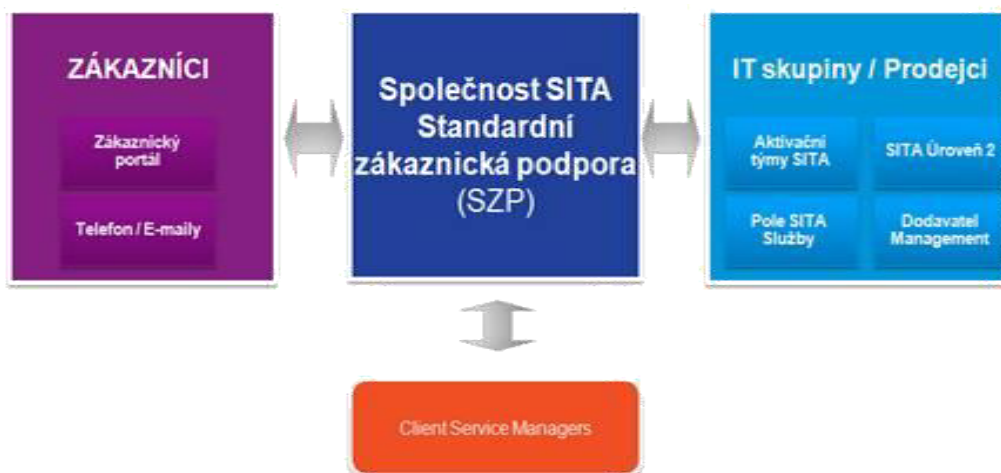 ZÁKAZNÍCI
Zákaznický
portál
Telefon / E-maily
Společnost SITA
Standardní
zákaznická podpora
(SZP)
IT skupiny / Prodejci
Aktivační
týmy SITA
SITA Úroveň 2
Pole SITA
Služby
Dodavatel
Management
Client Service Managers